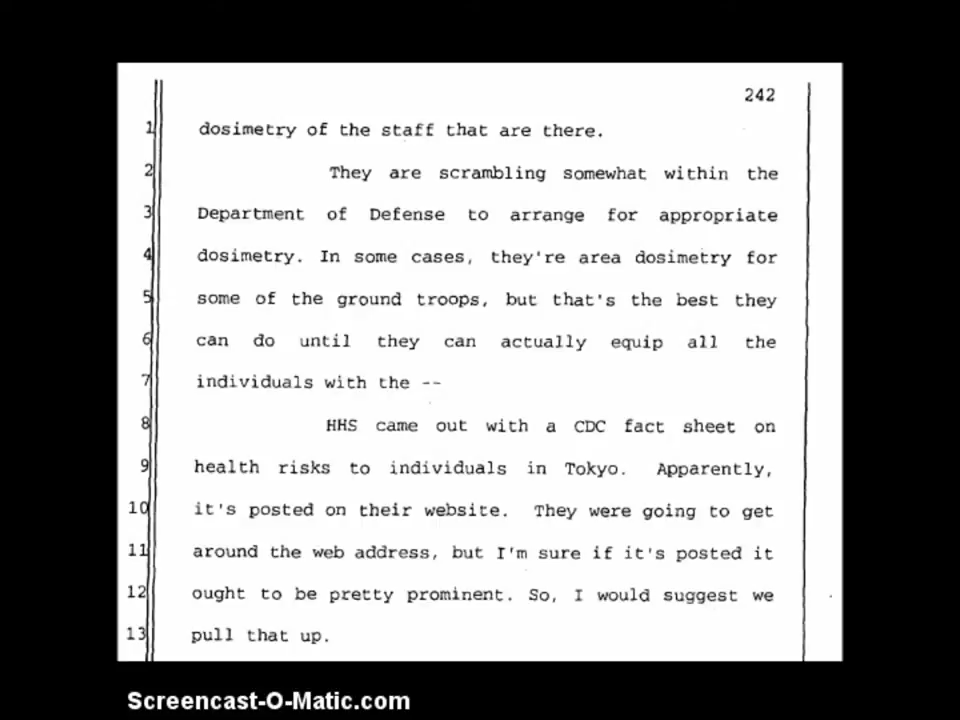 242
1 dosimetry of the staff that are there.
2 They are scrambling somewhat within the
3 Department of Defense to arrange for appropriate
4 dosimetry. In some cases, they're area dosimetry for
5 some of the ground troops, but that's the best they
6 can do until they can actually equip all the
7 individuals with the --
8 HHS came out with a CDC fact sheet on
9 health risks to individuals in Tokyo. Apparently,
10 it's posted on their website. They were going to get
11 around the web address, but I'm sure if it's posted it
12 ought to be pretty prominent. So, I would suggest we
13 pull that up.
Screencast-O-Matic.com